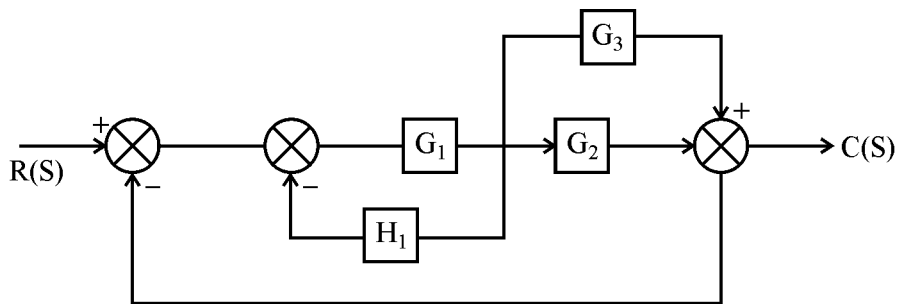 G₃
+
+
G₁
G₂
C(S)
R(S)
−
−
H₁